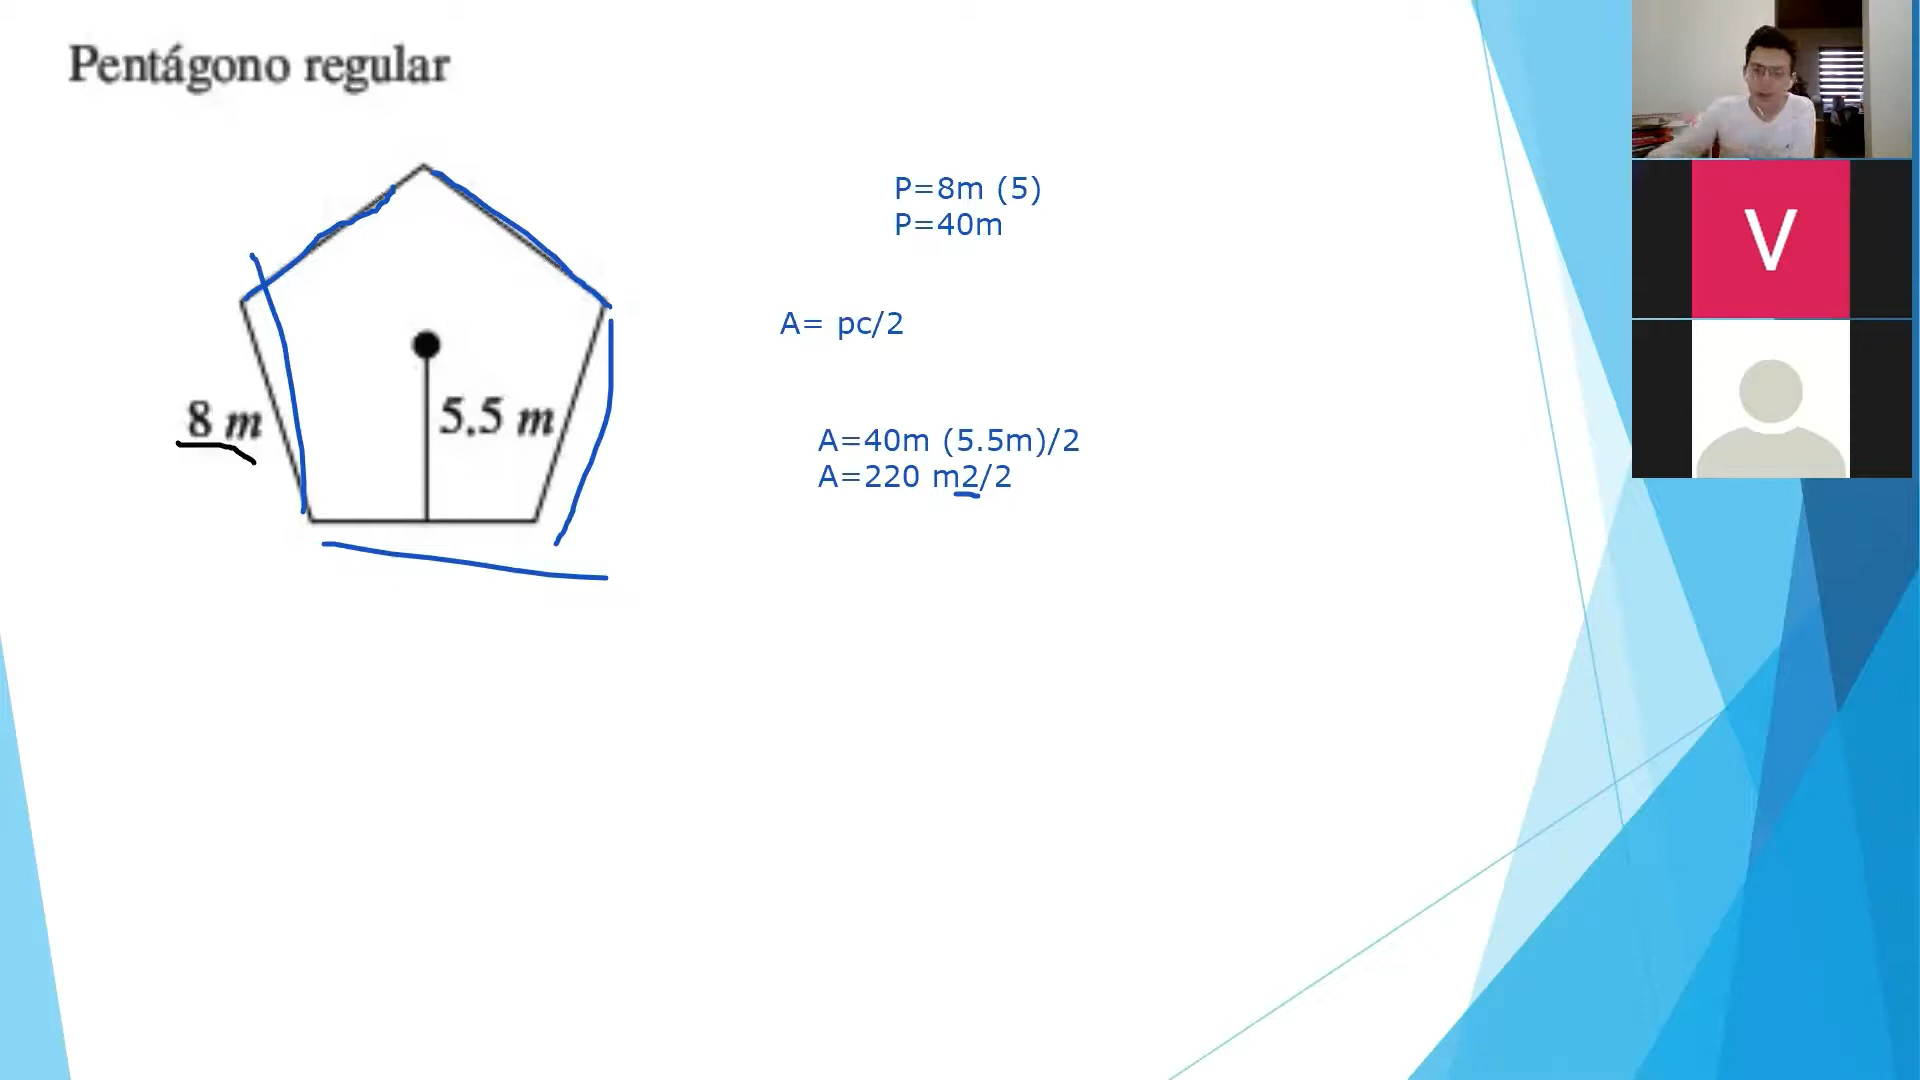 Pentágono regular
P=8m (5)
P=40m
A= pc/2
8 m
5.5 m
A=40m (5.5m)/2
A=220 m2/2
V